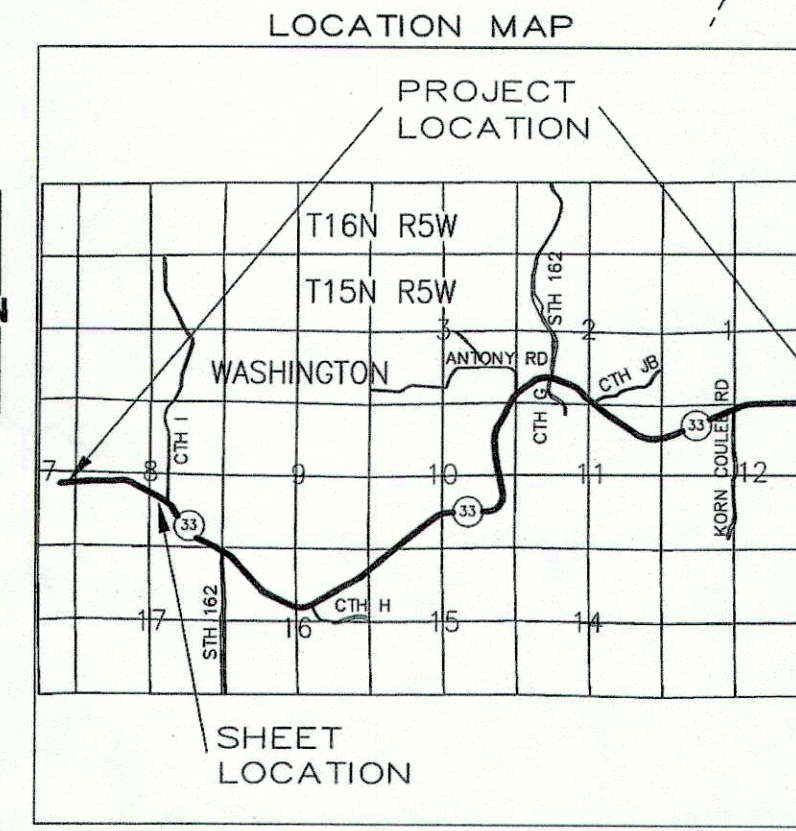 LOCATION MAP
PROJECT
LOCATION
T16N R5W
T15N R5W
STH 162
3
2
1
ANTONY RD
WASHINGTON
CTH JB
CTH I
CTH G
KORN COULEE RD
33
7
8
9
10
11
12
33
33
CTH H
STH 162
17
16
15
14
SHEET
LOCATION